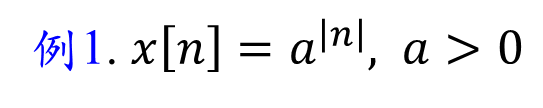 例1. x[n] = a^{|n|}, a > 0